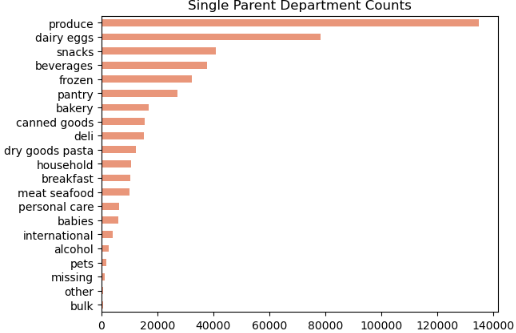 Single Parent Department Counts
produce
dairy eggs
snacks
beverages
frozen
pantry
bakery
canned goods
deli
dry goods pasta
household
breakfast
meat seafood
personal care
babies
international
alcohol
pets
missing
other
bulk
0 20000 40000 60000 80000 100000 120000 140000